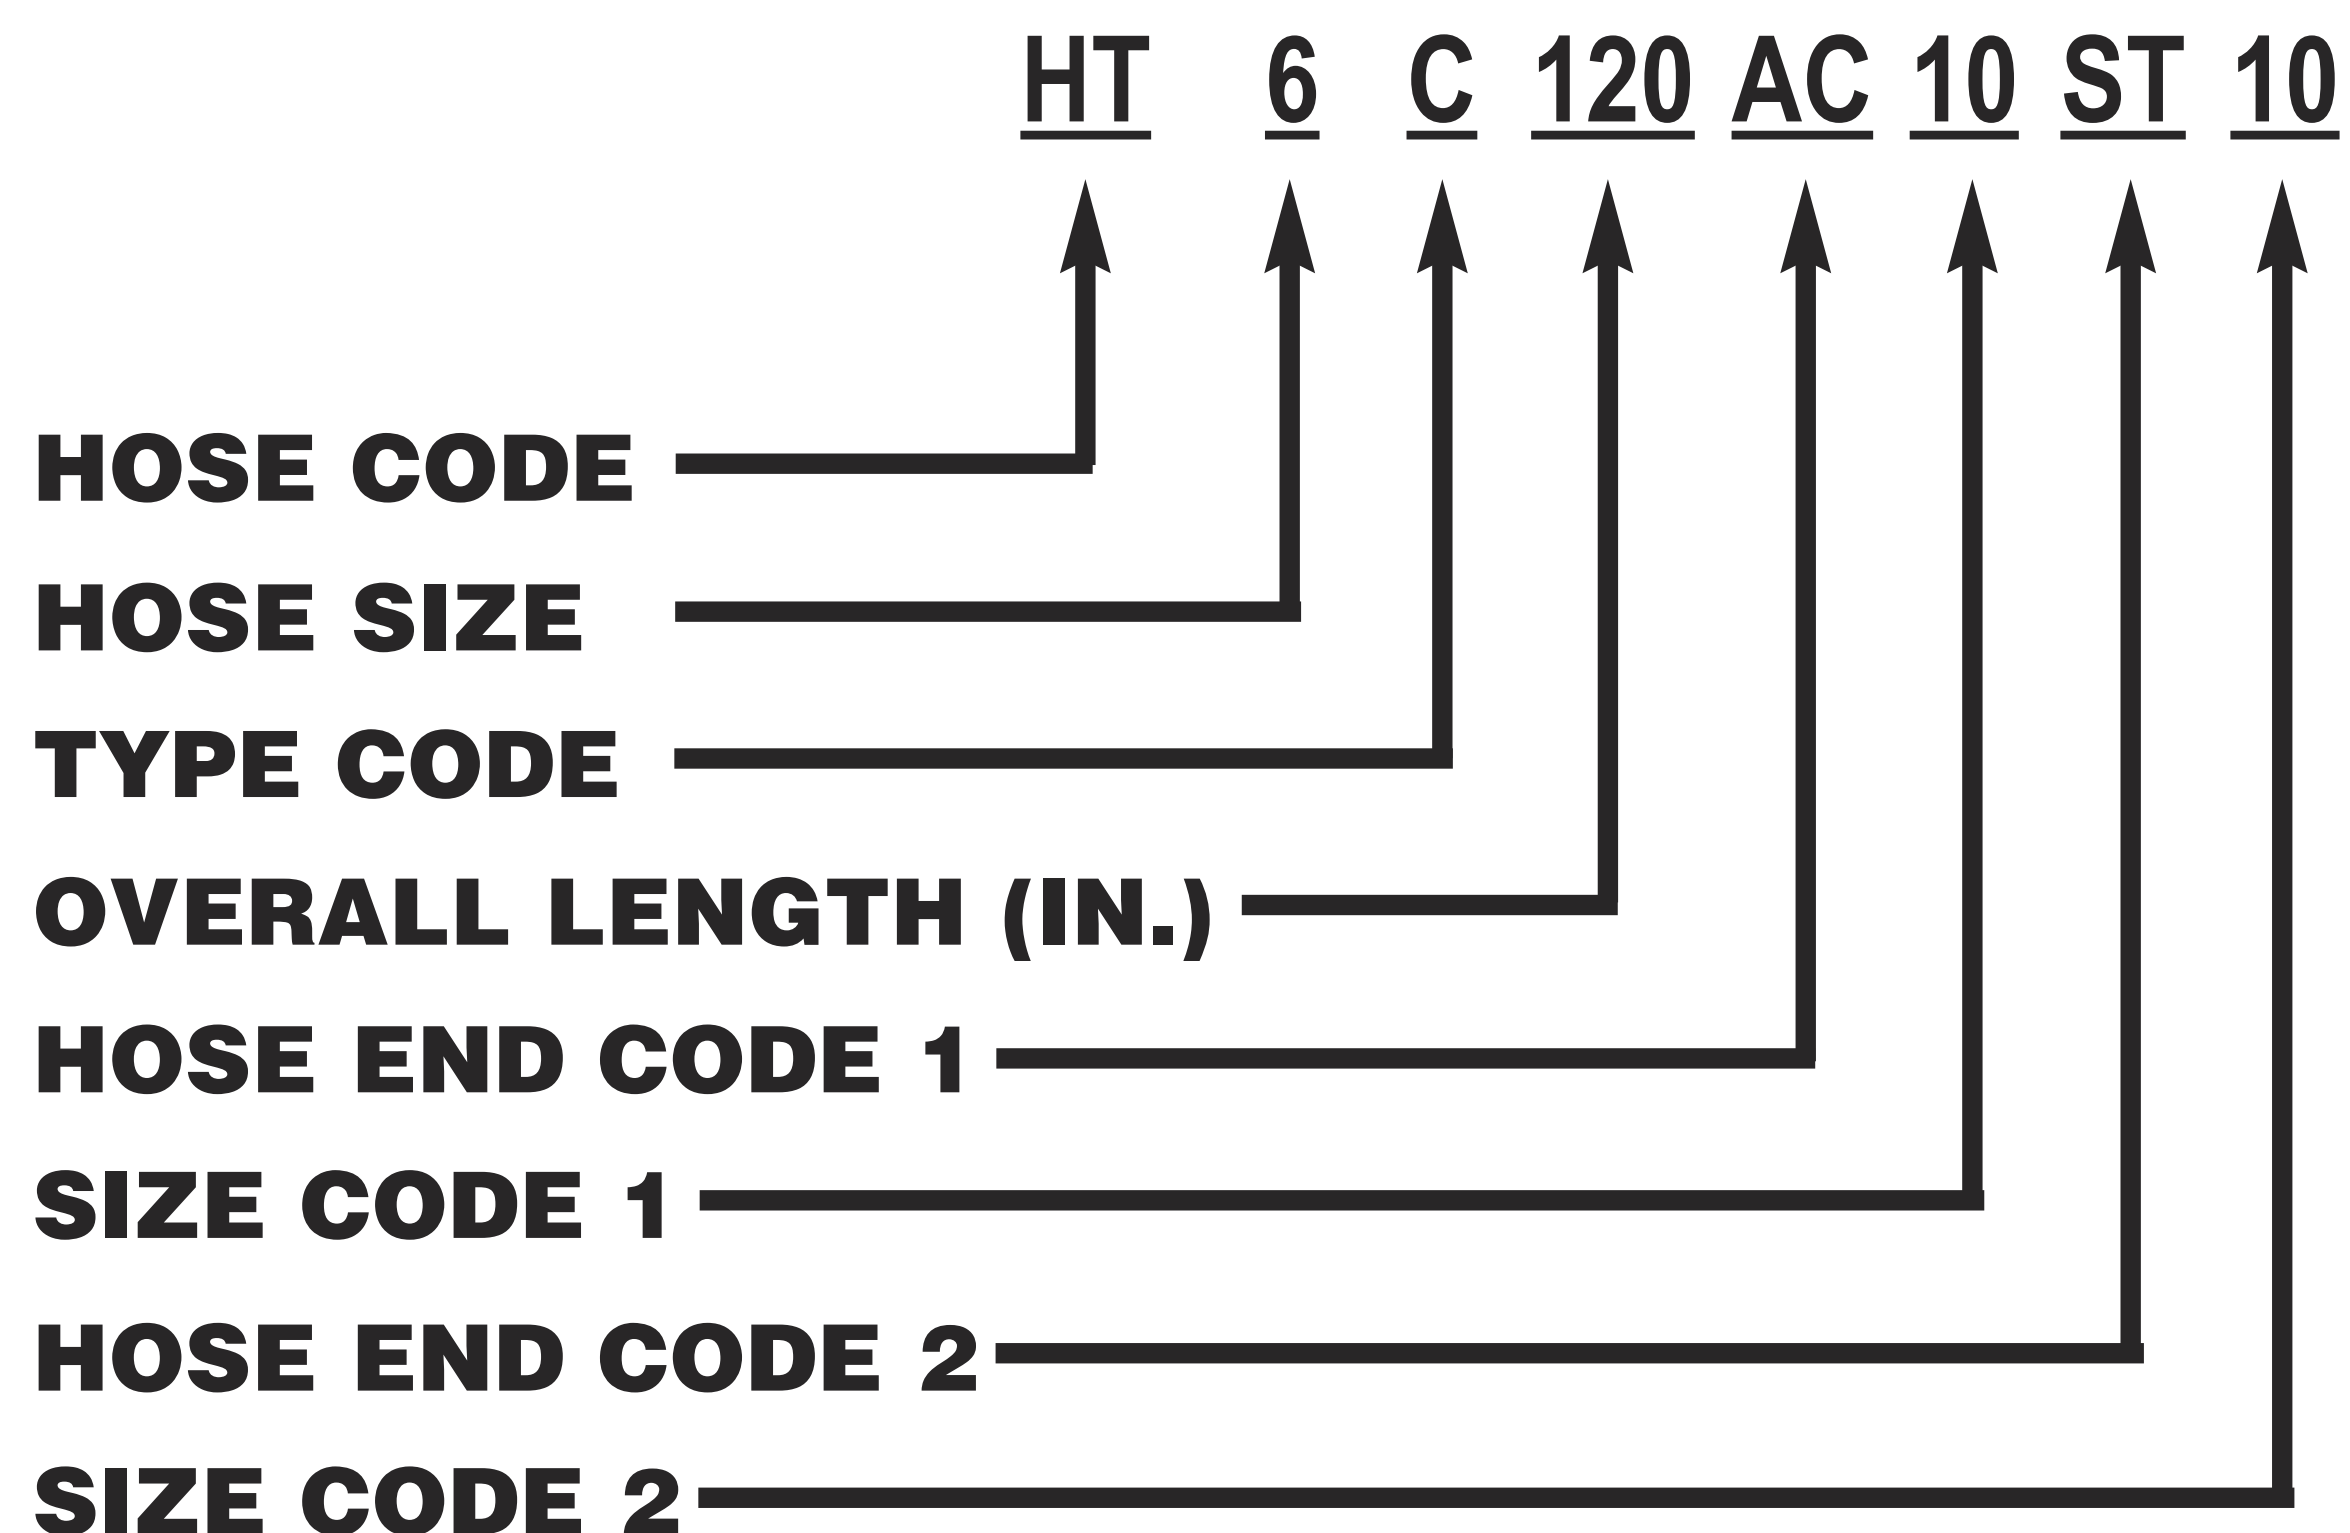 HT 6 C 120 AC 10 ST 10
HOSE CODE
HOSE SIZE
TYPE CODE
OVERALL LENGTH (IN.)
HOSE END CODE 1
SIZE CODE 1
HOSE END CODE 2
SIZE CODE 2